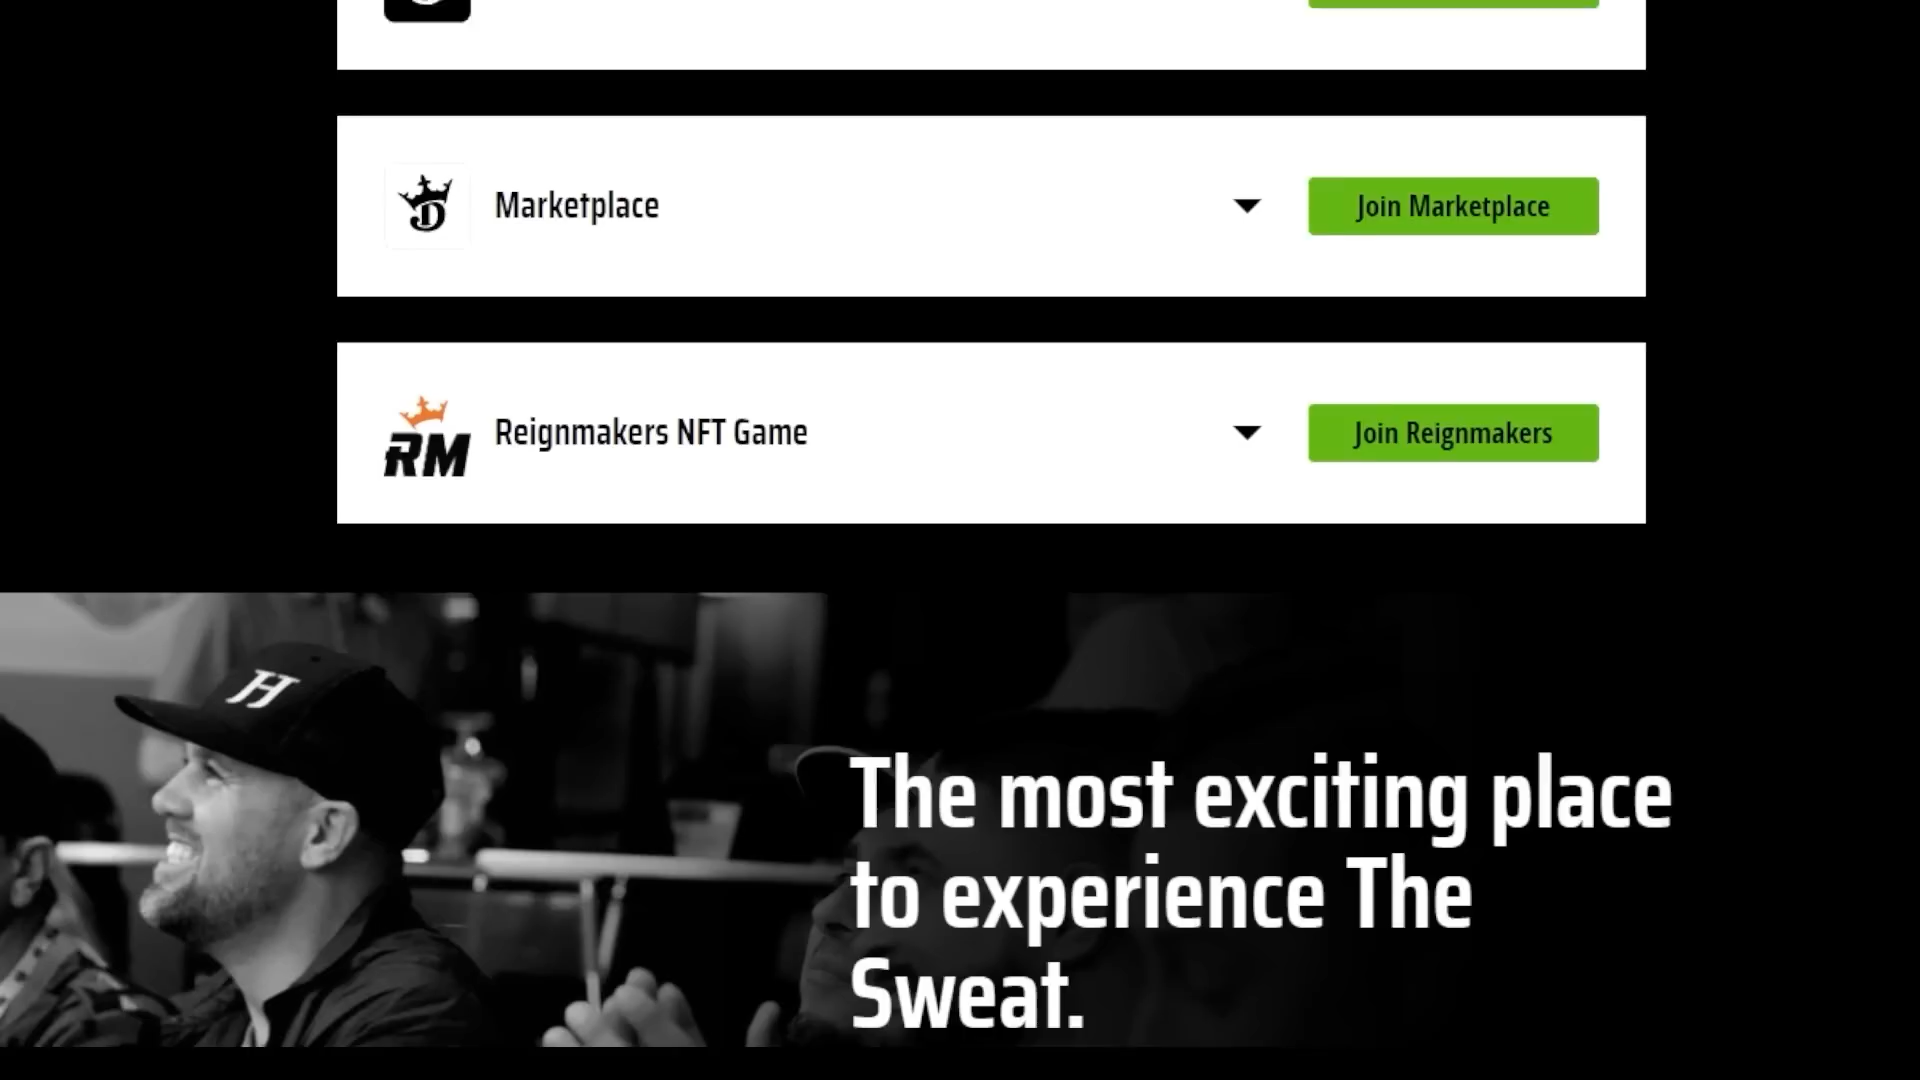 D
Marketplace
Join Marketplace
RM
Reignmakers NFT Game
Join Reignmakers
H
The most exciting place
to experience The
Sweat.